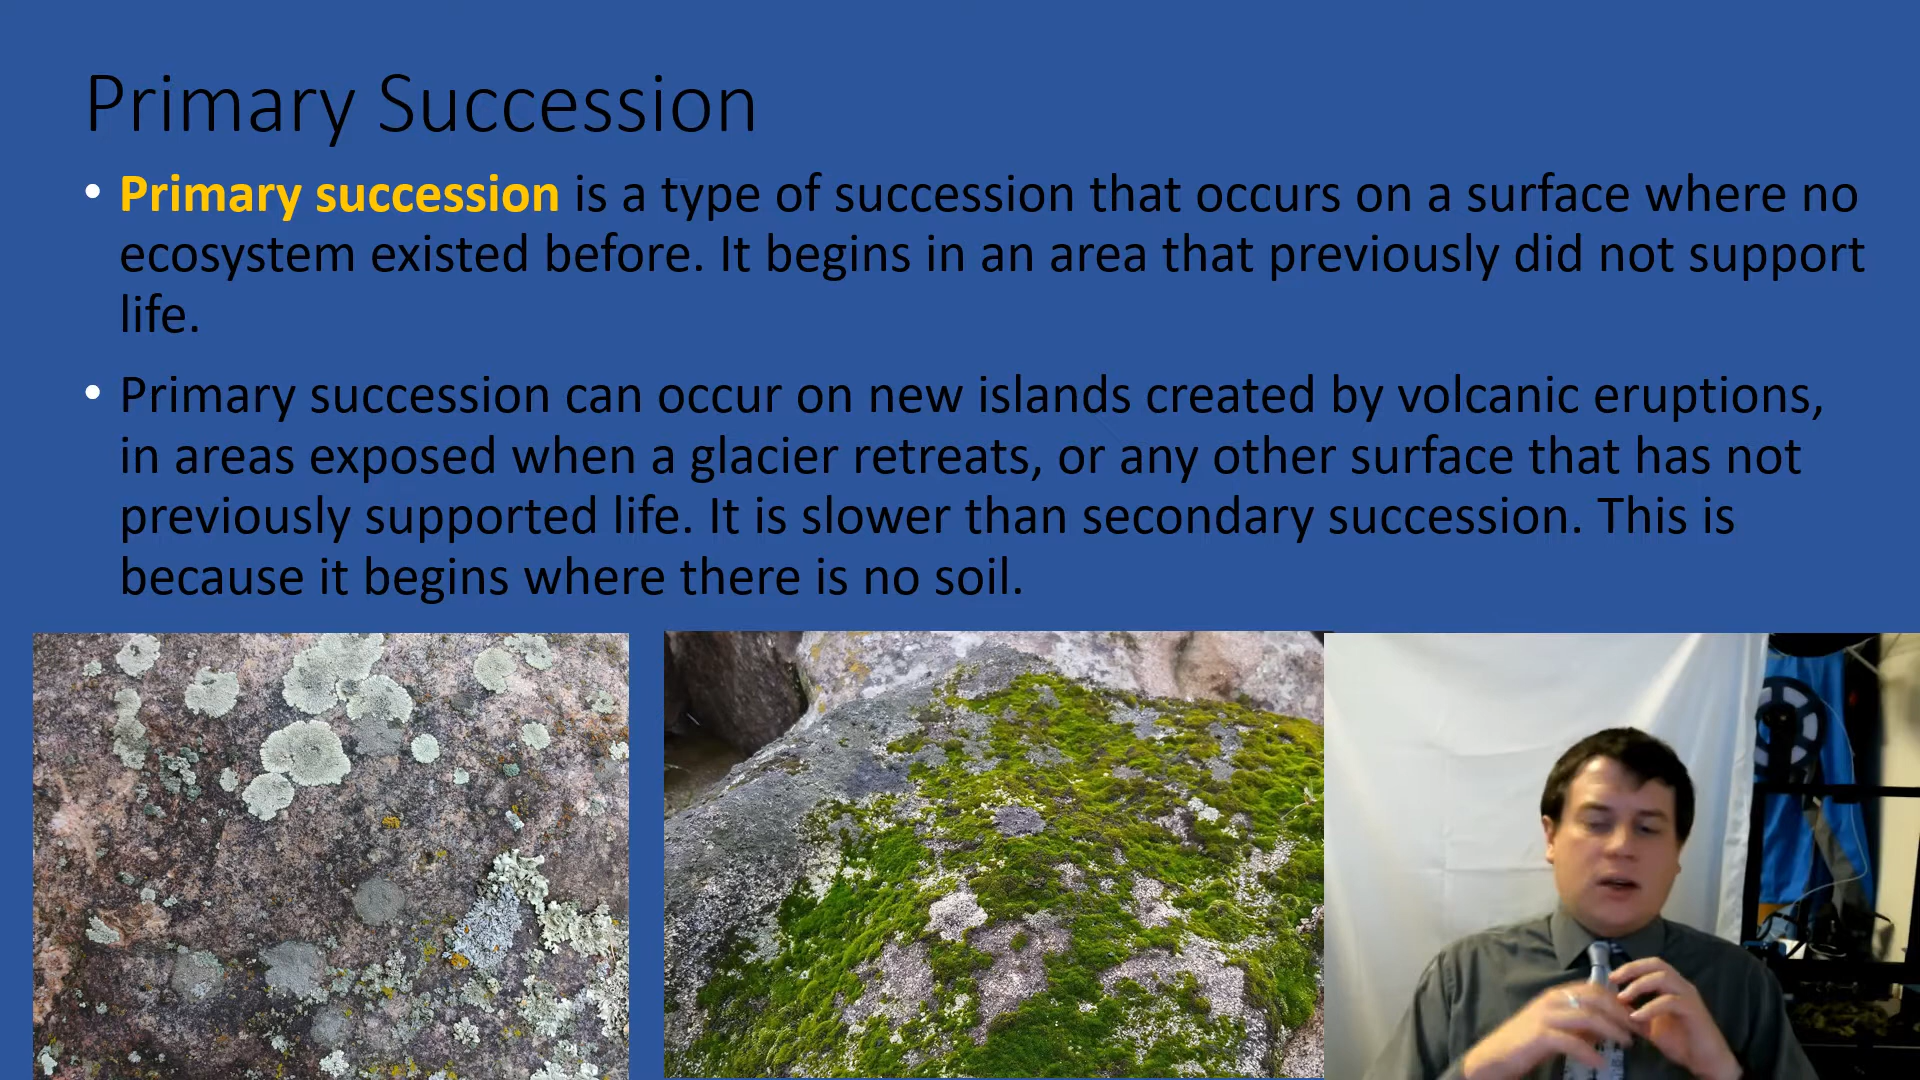 Primary Succession
• Primary succession is a type of succession that occurs on a surface where no
ecosystem existed before. It begins in an area that previously did not support
life.
• Primary succession can occur on new islands created by volcanic eruptions,
in areas exposed when a glacier retreats, or any other surface that has not
previously supported life. It is slower than secondary succession. This is
because it begins where there is no soil.